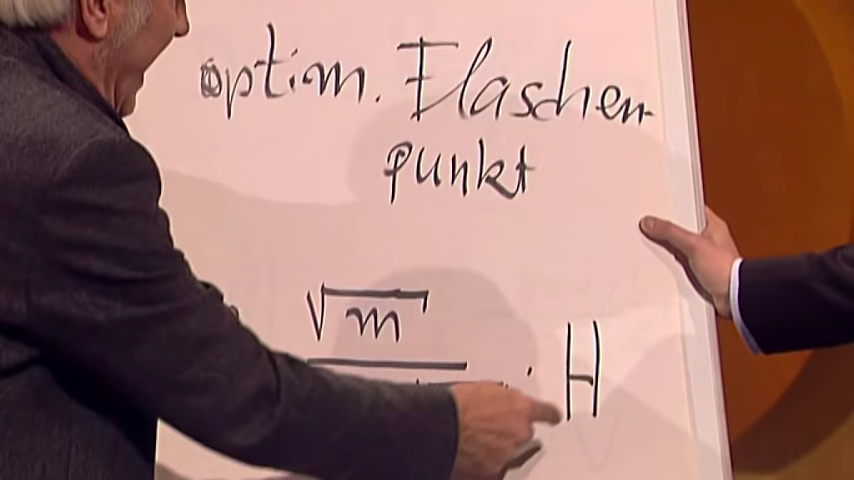 optim. Flaschen-
punkt
√m
· H